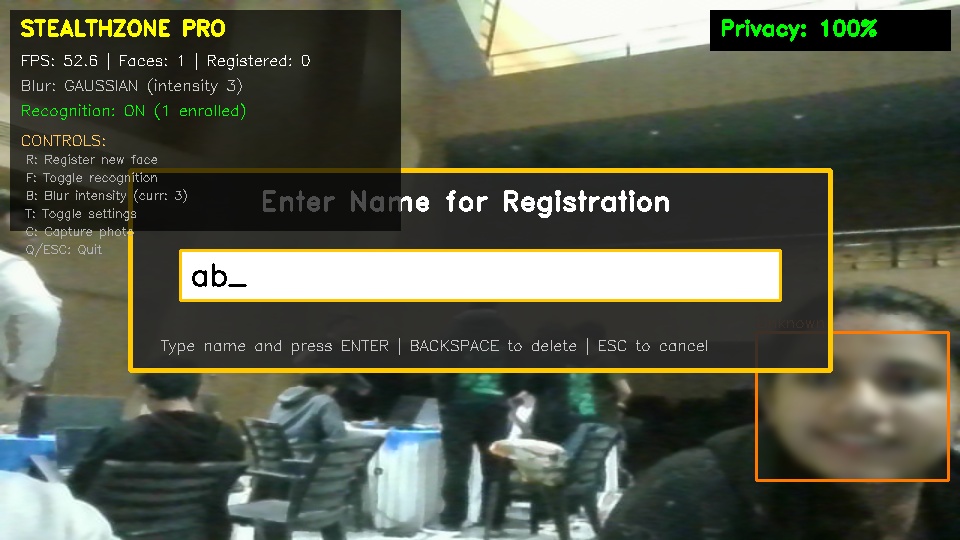 STEALTHZONE PRO
FPS: 52.6 | Faces: 1 | Registered: 0
Blur: GAUSSIAN (intensity 3)
Recognition: ON (1 enrolled)
CONTROLS:
R: Register new face
F: Toggle recognition
B: Blur intensity (curr: 3)
T: Toggle settings
C: Capture photo
Q/ESC: Quit
Privacy: 100%
Enter Name for Registration
ab_
Type name and press ENTER | BACKSPACE to delete | ESC to cancel